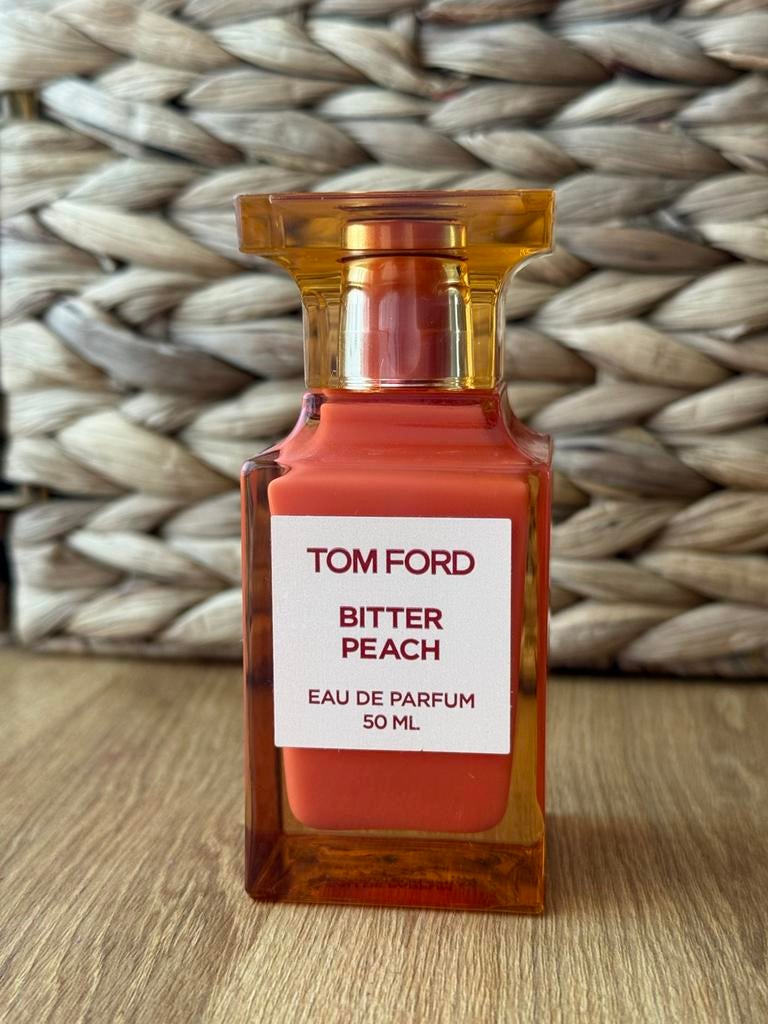 TOM FORD
BITTER
PEACH
EAU DE PARFUM
50 ML